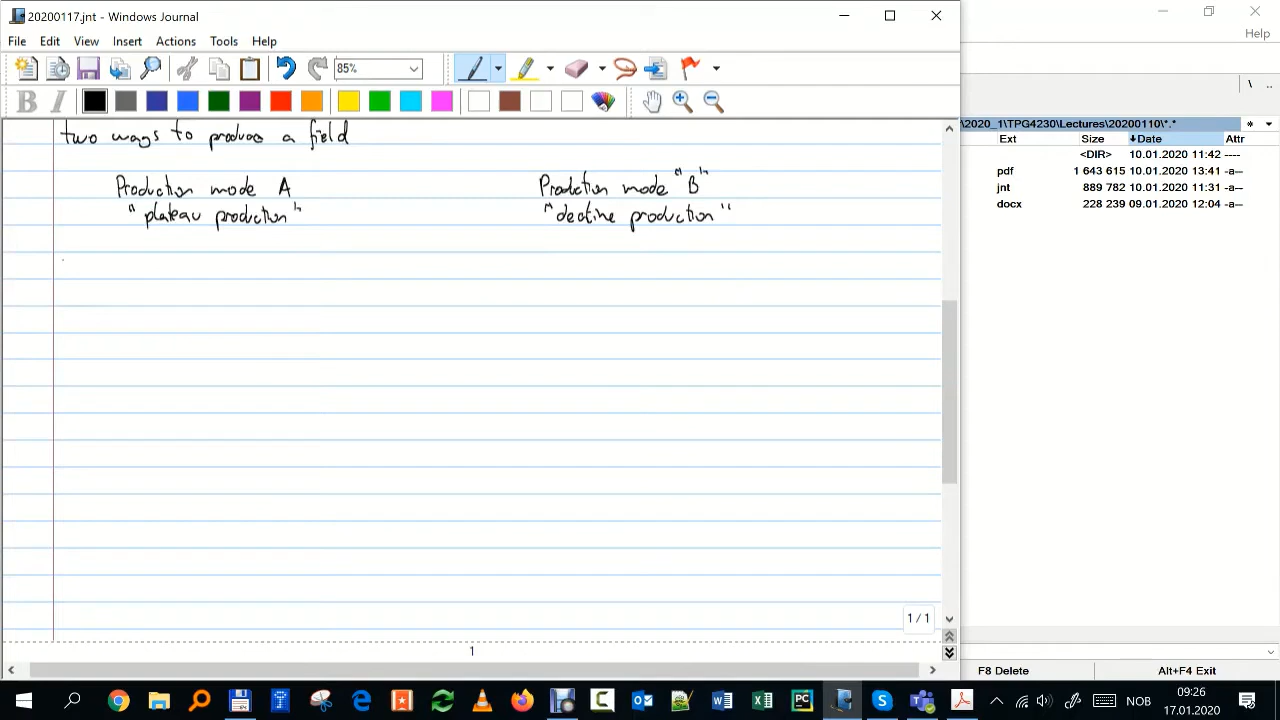 20200117.jnt - Windows Journal
Help
File Edit View Insert Actions Tools Help
85%
B I
\ ..
\2020_1\TPG4230\Lectures\20200110\*.*
Ext Size Date Attr
<DIR> 10.01.2020 11:42 ----
pdf 1 643 615 10.01.2020 13:41 -a--
jnt 889 782 10.01.2020 11:31 -a--
docx 228 239 09.01.2020 12:04 -a--
two ways to produce a field
Production mode A Production mode "B"
"plateau production" "decline production"
1 / 1
1
F8 Delete Alt+F4 Exit
NOB 09:26
17.01.2020